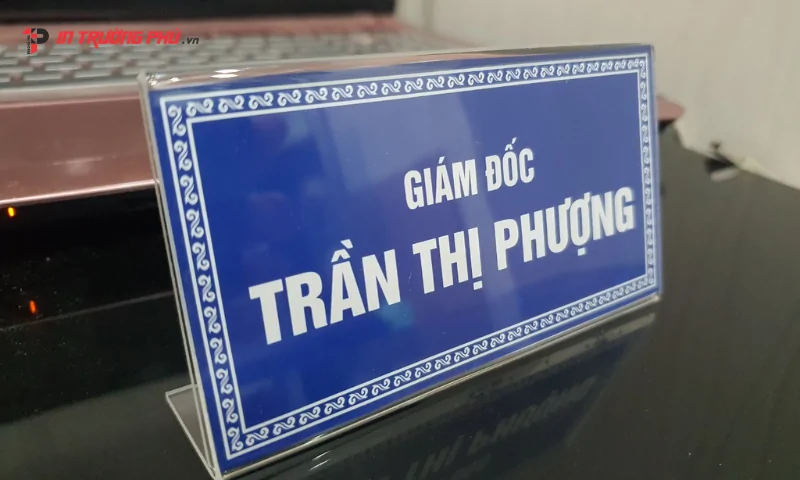 IN TRƯỜNG PHÚ.vn
GIÁM ĐỐC
TRẦN THỊ PHƯỢNG